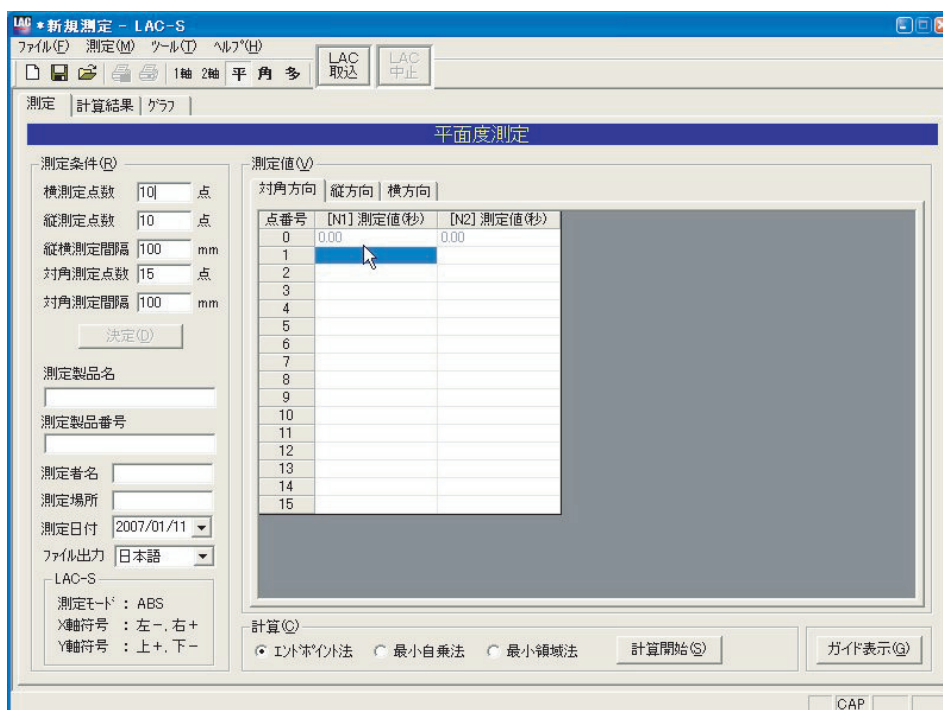 LAC *新規測定 - LAC-S
ファイル(F) 測定(M) ツール(T) ヘルプ(H)
1軸 2軸 平 角 多 LAC取込 LAC中止
測定 計算結果 グラフ
平面度測定
測定条件(R)
横測定点数 10 点
縦測定点数 10 点
縦横測定間隔 100 mm
対角測定点数 15 点
対角測定間隔 100 mm
決定(D)
測定製品名
測定製品番号
測定者名
測定場所
測定日付 2007/01/11
ファイル出力 日本語
LAC-S
測定モード : ABS
X軸符号 : 左-,右+
Y軸符号 : 上+,下-
測定値(V)
対角方向 縦方向 横方向
点番号 [N1] 測定値(秒) [N2] 測定値(秒)
0 0.00 0.00
1
2
3
4
5
6
7
8
9
10
11
12
13
14
15
計算(C)
エンドポイント法 最小自乗法 最小領域法 計算開始(S)
ガイド表示(G)
CAP